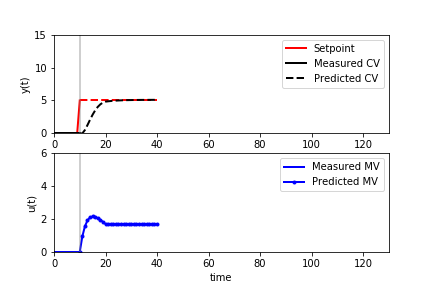 15
10
5
0
y(t)
Setpoint
Measured CV
Predicted CV
0 20 40 60 80 100 120
6
4
2
0
u(t)
Measured MV
Predicted MV
0 20 40 60 80 100 120
time